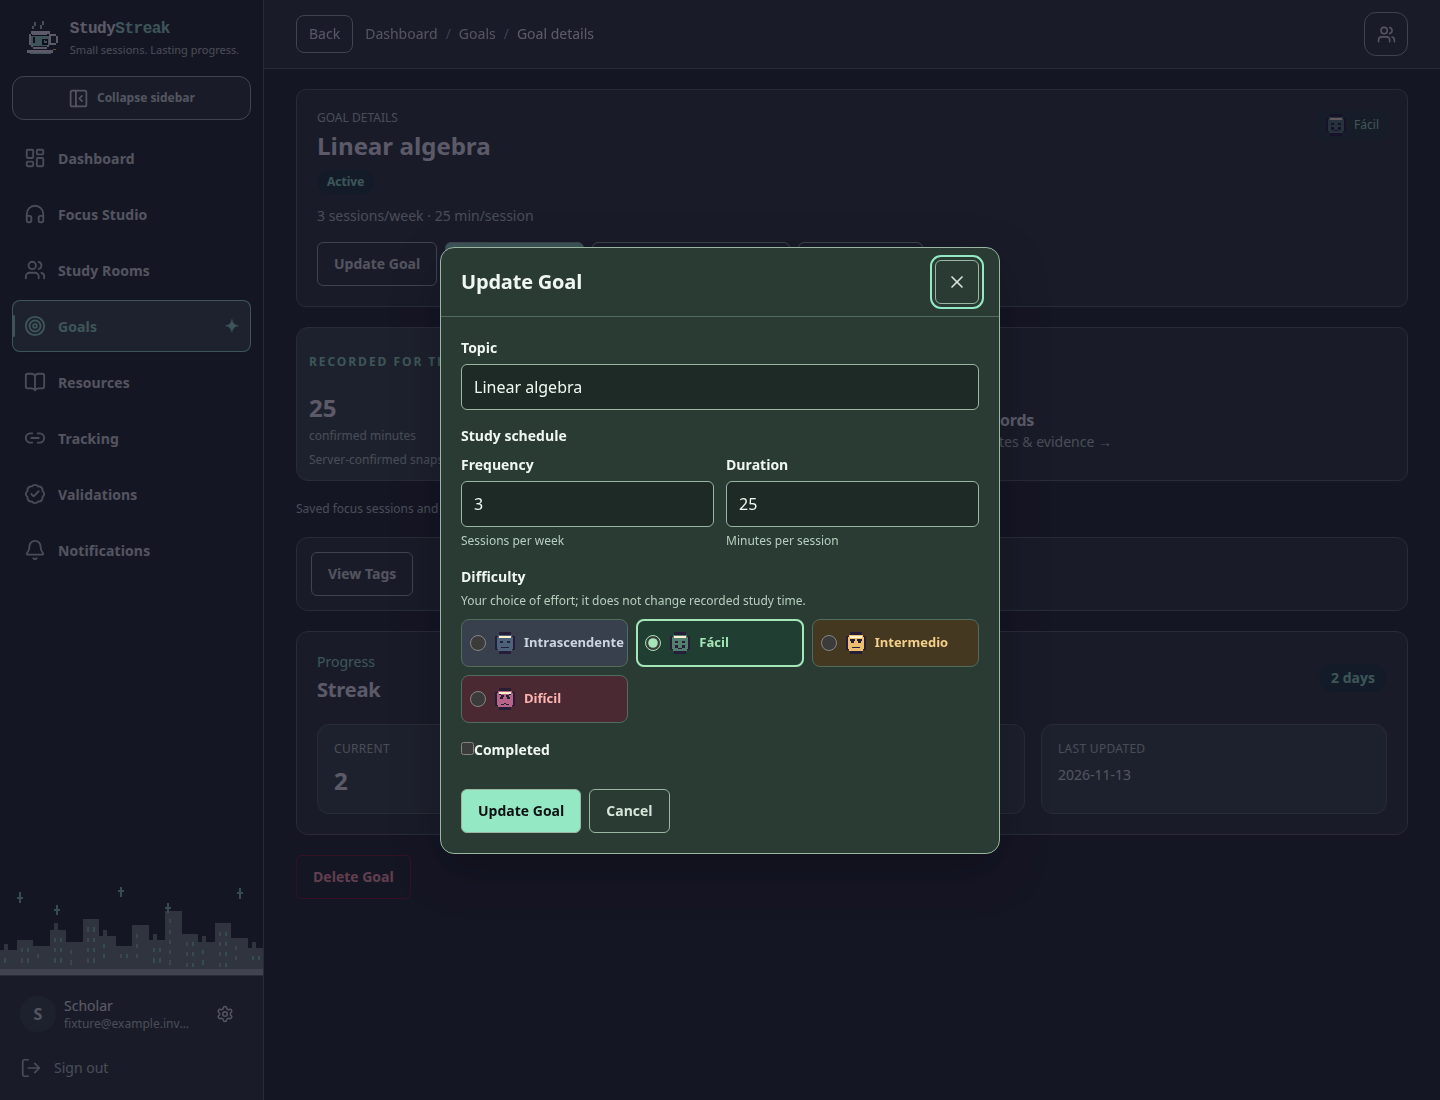 StudyStreak
Small sessions. Lasting progress.
Collapse sidebar
Dashboard
Focus Studio
Study Rooms
Goals
Resources
Tracking
Validations
Notifications
S
Scholar
fixture@example.inv...
Sign out
Back
Dashboard / Goals / Goal details
GOAL DETAILS
Linear algebra
Active
3 sessions/week · 25 min/session
Fácil
Update Goal
RECORDED FOR
25
confirmed minutes
Server-confirmed
tes & evidence →
Saved focus sessions and
View Tags
Progress
Streak
2 days
CURRENT
2
LAST UPDATED
2026-11-13
Delete Goal
Update Goal
Topic
Linear algebra
Study schedule
Frequency
Duration
3
25
Sessions per week
Minutes per session
Difficulty
Your choice of effort; it does not change recorded study time.
Intrascendente
Fácil
Intermedio
Difícil
Completed
Update Goal
Cancel